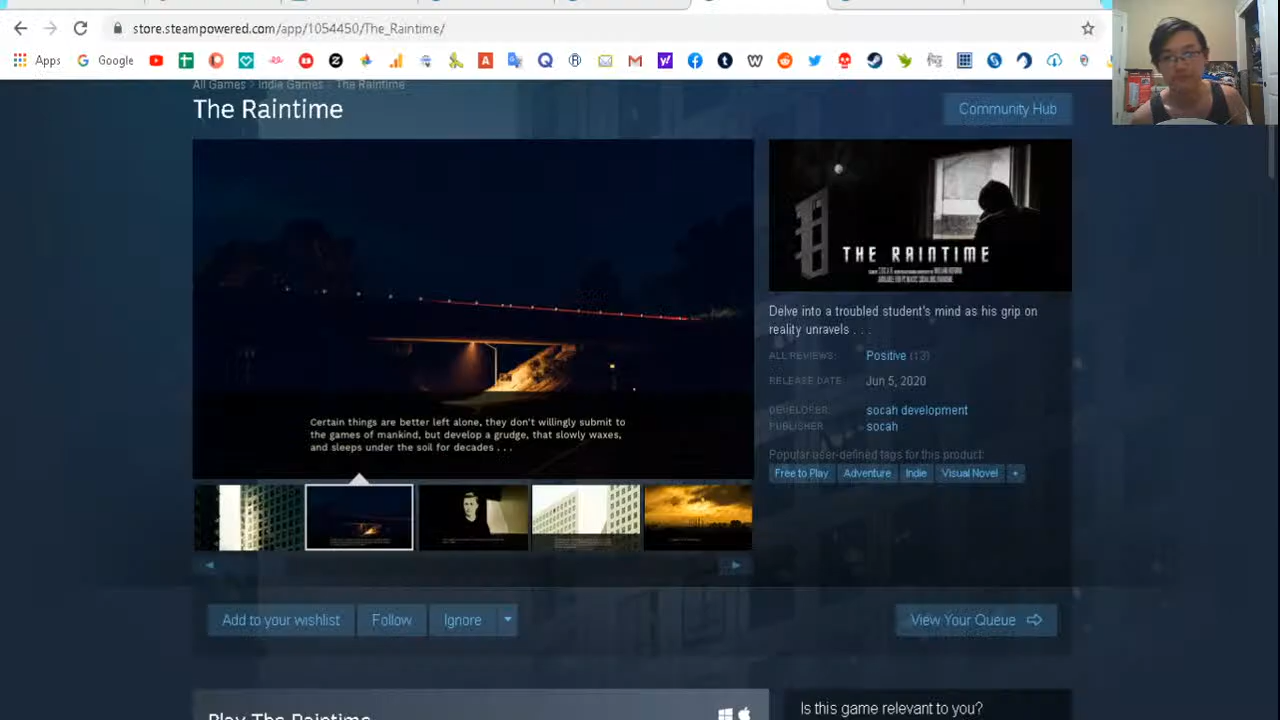 store.steampowered.com/app/1054450/The_Raintime/
Apps
Google
All Games > Indie Games > The Raintime
The Raintime
Community Hub
THE RAINTIME
Certain things are better left alone, they don't willingly submit to
the games of mankind, but develop a grudge, that slowly waxes,
and sleeps under the soil for decades . . .
Delve into a troubled student's mind as his grip on
reality unravels . . .
ALL REVIEWS: Positive (13)
RELEASE DATE: Jun 5, 2020
DEVELOPER: socah development
PUBLISHER: socah
Popular user-defined tags for this product:
Free to Play Adventure Indie Visual Novel +
Add to your wishlist Follow Ignore
View Your Queue
Play The Raintime
Is this game relevant to you?